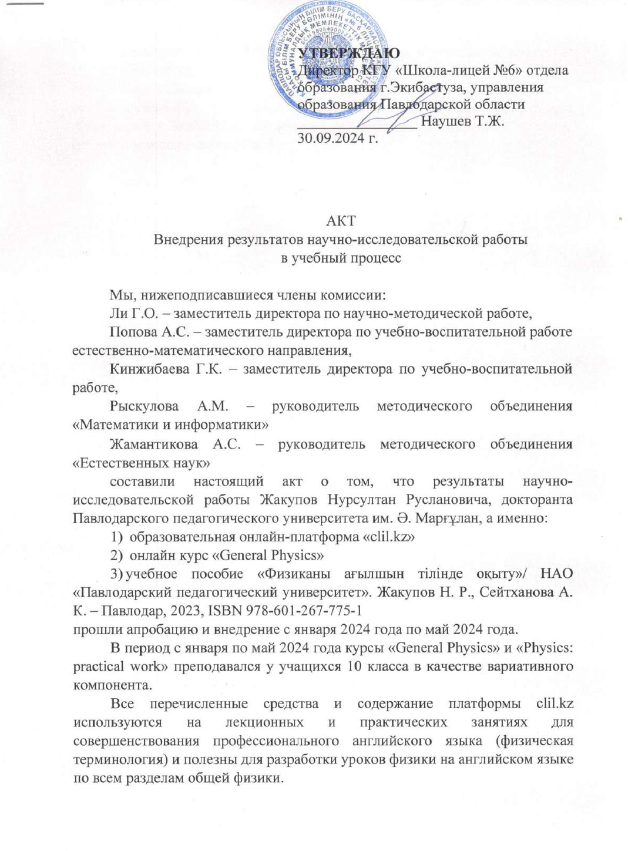 УТВЕРЖДАЮ
Директор КГУ «Школа-лицей №6» отдела
образования г.Экибастуза, управления
образования Павлодарской области
_________________ Наушев Т.Ж.
30.09.2024 г.
АКТ
Внедрения результатов научно-исследовательской работы
в учебный процесс
Мы, нижеподписавшиеся члены комиссии:
Ли Г.О. – заместитель директора по научно-методической работе,
Попова А.С. – заместитель директора по учебно-воспитательной работе
естественно-математического направления,
Кинжибаева Г.К. – заместитель директора по учебно-воспитательной
работе,
Рыскулова А.М. – руководитель методического объединения
«Математики и информатики»
Жамантикова А.С. – руководитель методического объединения
«Естественных наук»
составили настоящий акт о том, что результаты научно-
исследовательской работы Жакупов Нурсултан Руслановича, докторанта
Павлодарского педагогического университета им. Ә. Марғұлан, а именно:
1) образовательная онлайн-платформа «clil.kz»
2) онлайн курс «General Physics»
3) учебное пособие «Физиканы ағылшын тілінде оқыту»/ НАО
«Павлодарский педагогический университет». Жакупов Н. Р., Сейтханова А.
К. – Павлодар, 2023, ISBN 978-601-267-775-1
прошли апробацию и внедрение с января 2024 года по май 2024 года.
В период с января по май 2024 года курсы «General Physics» и «Physics:
practical work» преподавался у учащихся 10 класса в качестве вариативного
компонента.
Все перечисленные средства и содержание платформы clil.kz
используются на лекционных и практических занятиях для
совершенствования профессионального английского языка (физическая
терминология) и полезны для разработки уроков физики на английском языке
по всем разделам общей физики.